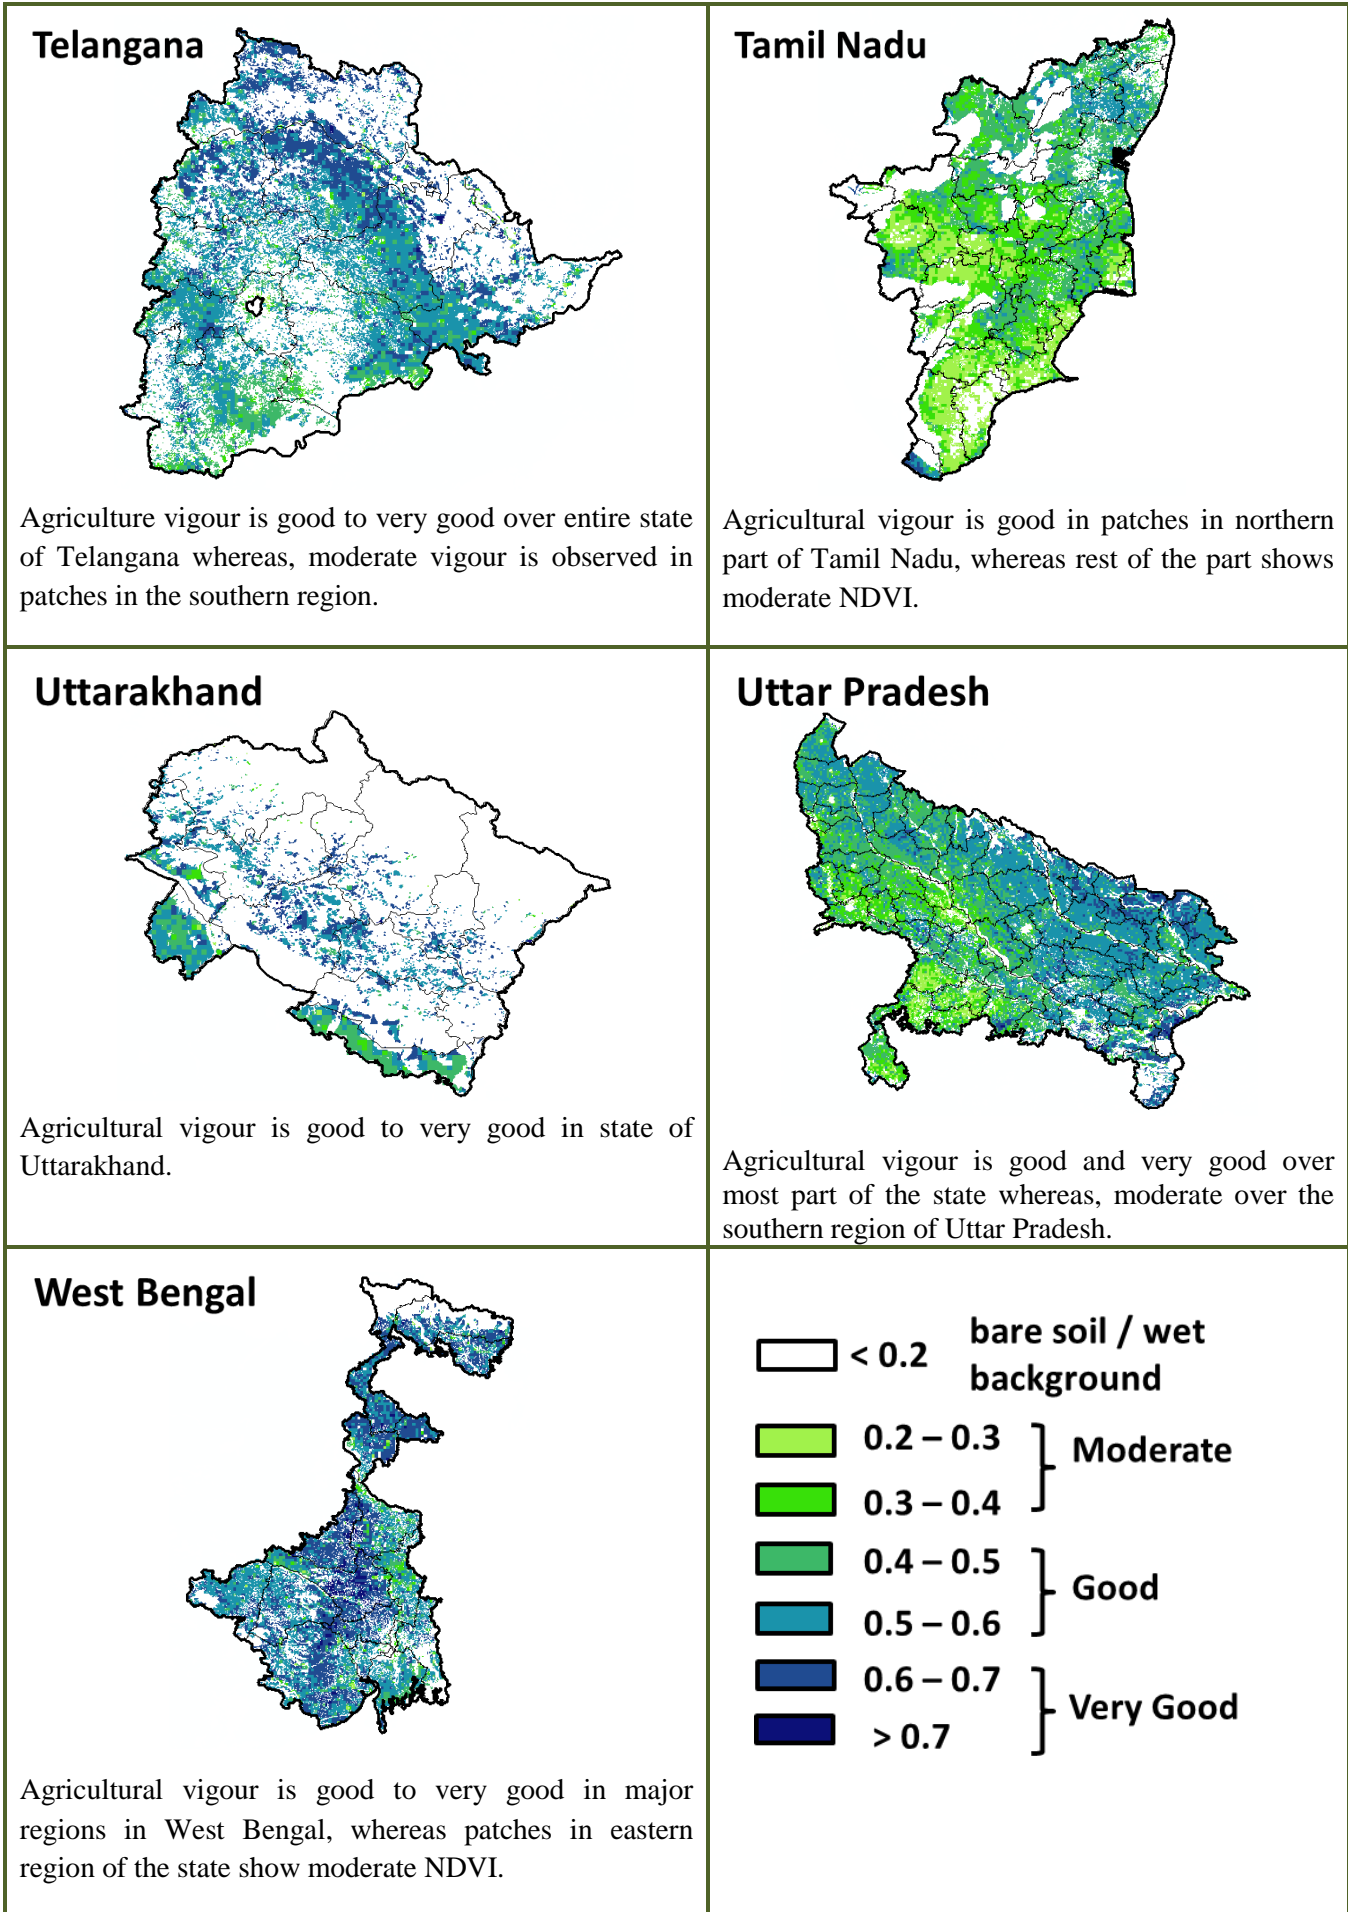 Telangana
Agriculture vigour is good to very good over entire state
of Telangana whereas, moderate vigour is observed in
patches in the southern region.
Tamil Nadu
Agricultural vigour is good in patches in northern
part of Tamil Nadu, whereas rest of the part shows
moderate NDVI.
Uttarakhand
Agricultural vigour is good to very good in state of
Uttarakhand.
Uttar Pradesh
Agricultural vigour is good and very good over
most part of the state whereas, moderate over the
southern region of Uttar Pradesh.
West Bengal
Agricultural vigour is good to very good in major
regions in West Bengal, whereas patches in eastern
region of the state show moderate NDVI.
< 0.2 bare soil / wet
background
0.2 – 0.3
Moderate
0.3 – 0.4
0.4 – 0.5
Good
0.5 – 0.6
0.6 – 0.7
Very Good
> 0.7